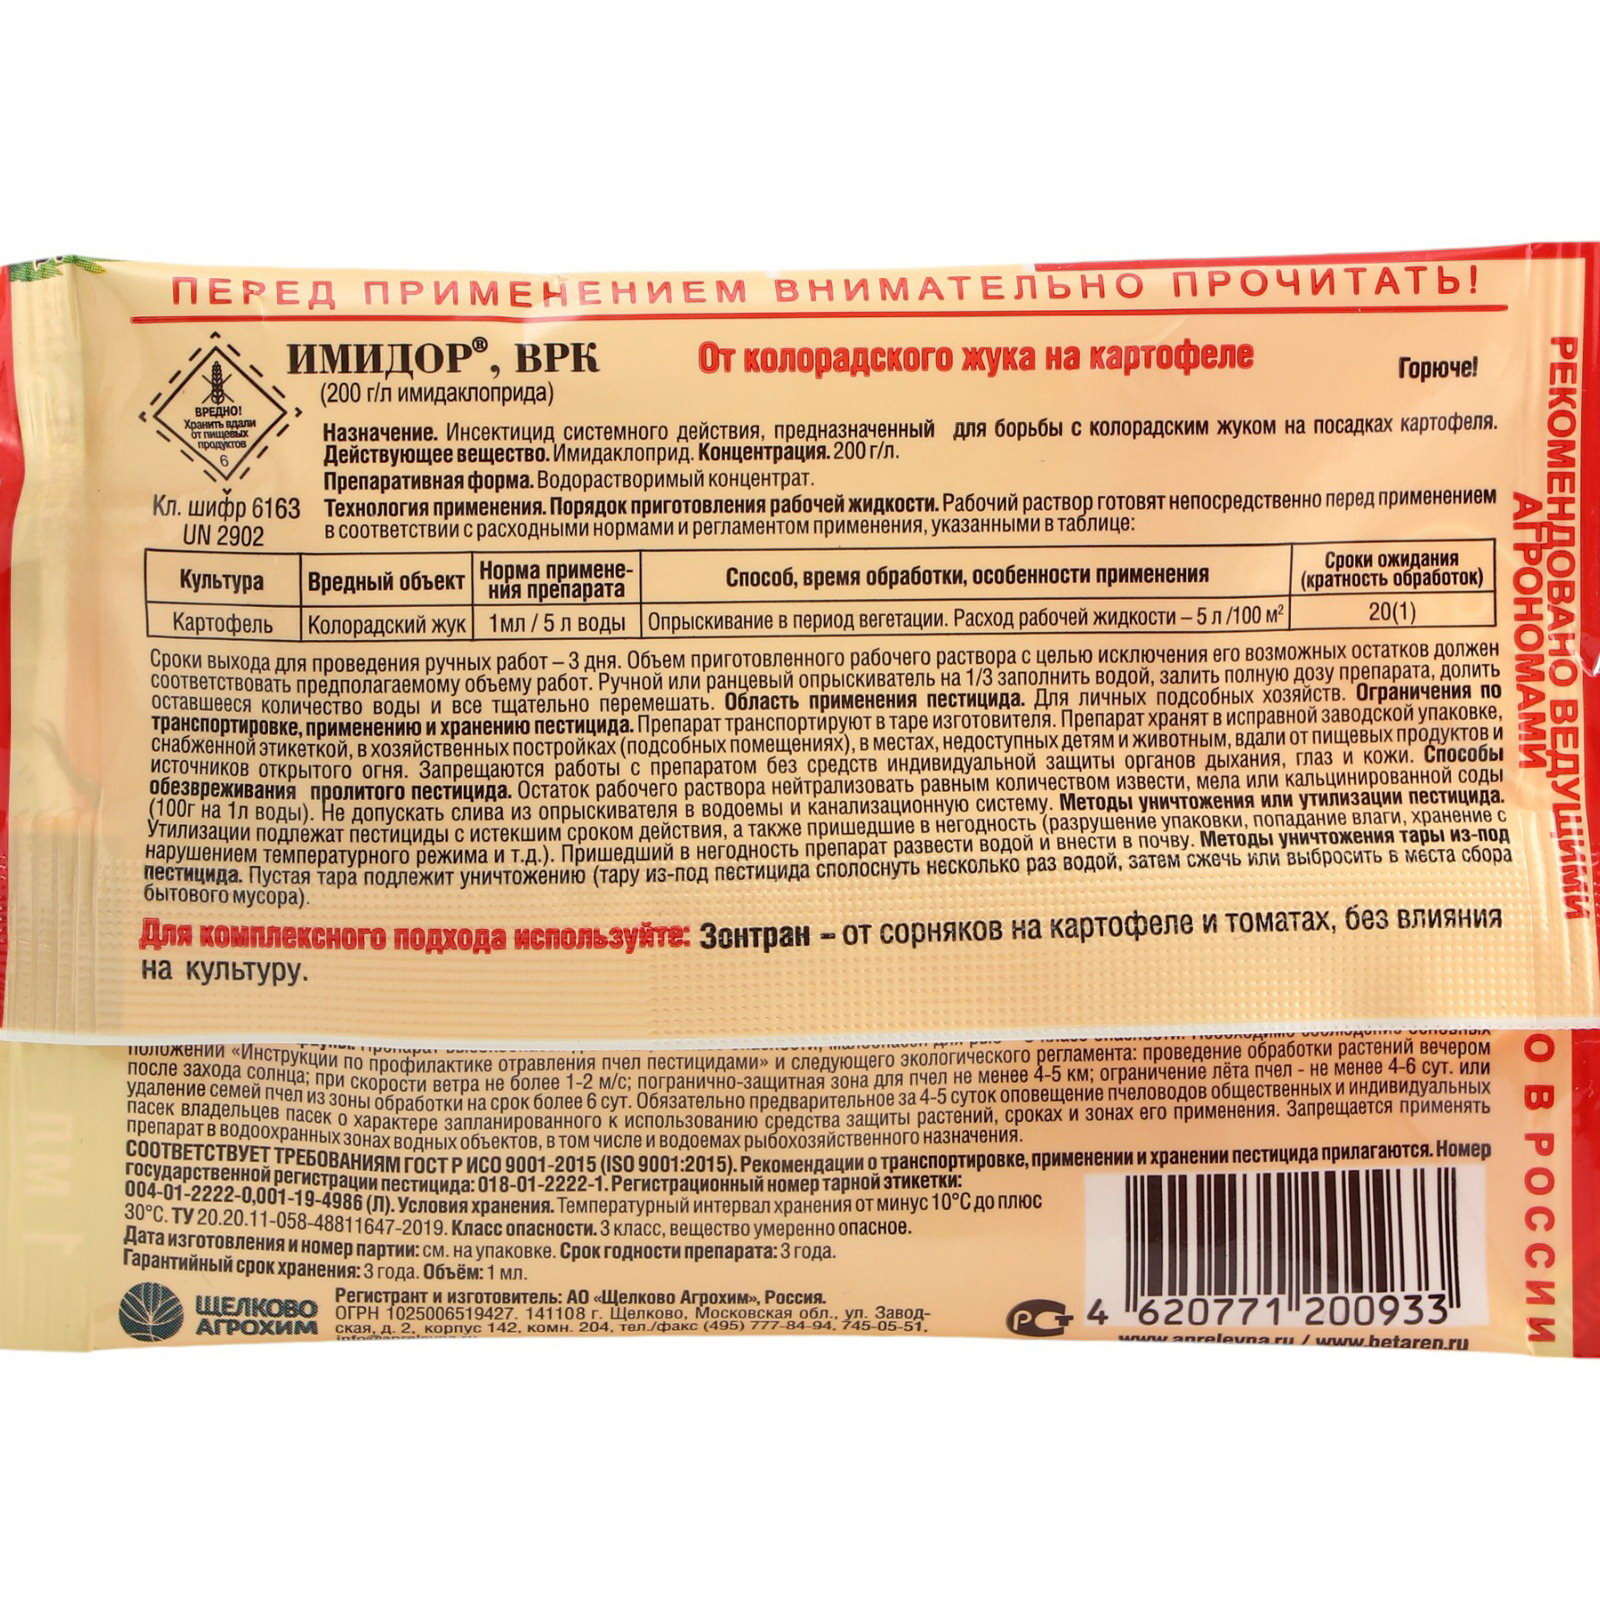 ПЕРЕД ПРИМЕНЕНИЕМ ВНИМАТЕЛЬНО ПРОЧИТАТЬ!
ИМИДОР®, ВРК
(200 г/л имидаклоприда)
От колорадского жука на картофеле
Горюче!
ВРЕДНО!
Хранить вдали
от пищевых
продуктов
6
Кл. шифр 6163
UN 2902
Назначение. Инсектицид системного действия, предназначенный для борьбы с колорадским жуком на посадках картофеля.
Действующее вещество. Имидаклоприд. Концентрация. 200 г/л.
Препаративная форма. Водорастворимый концентрат.
Технология применения. Порядок приготовления рабочей жидкости. Рабочий раствор готовят непосредственно перед применением
в соответствии с расходными нормами и регламентом применения, указанными в таблице:
Культура Вредный объект Норма примене- Способ, время обработки, особенности применения Сроки ожидания
ния препарата (кратность обработок)
Картофель Колорадский жук 1мл / 5 л воды Опрыскивание в период вегетации. Расход рабочей жидкости – 5 л /100 м² 20(1)
Сроки выхода для проведения ручных работ – 3 дня. Объем приготовленного рабочего раствора с целью исключения его возможных остатков должен
соответствовать предполагаемому объему работ. Ручной или ранцевый опрыскиватель на 1/3 заполнить водой, залить полную дозу препарата, долить
оставшееся количество воды и все тщательно перемешать. Область применения пестицида. Для личных подсобных хозяйств. Ограничения по
транспортировке, применению и хранению пестицида. Препарат транспортируют в таре изготовителя. Препарат хранят в исправной заводской упаковке,
снабженной этикеткой, в хозяйственных постройках (подсобных помещениях), в местах, недоступных детям и животным, вдали от пищевых продуктов и
источников открытого огня. Запрещаются работы с препаратом без средств индивидуальной защиты органов дыхания, глаз и кожи. Способы
обезвреживания пролитого пестицида. Остаток рабочего раствора нейтрализовать равным количеством извести, мела или кальцинированной соды
(100г на 1л воды). Не допускать слива из опрыскивателя в водоемы и канализационную систему. Методы уничтожения или утилизации пестицида.
Утилизации подлежат пестициды с истекшим сроком действия, а также пришедшие в негодность (разрушение упаковки, попадание влаги, хранение с
нарушением температурного режима и т.д.). Пришедший в негодность препарат развести водой и внести в почву. Методы уничтожения тары из-под
пестицида. Пустая тара подлежит уничтожению (тару из-под пестицида сполоснуть несколько раз водой, затем сжечь или выбросить в места сбора
бытового мусора).
Для комплексного подхода используйте: Зонтран – от сорняков на картофеле и томатах, без влияния
на культуру.
РЕКОМЕНДОВАНО ВЕДУЩИМИ
АГРОНОМАМИ
положений «Инструкции по профилактике отравления пчел пестицидами» и следующего экологического регламента: проведение обработки растений вечером
после захода солнца; при скорости ветра не более 1-2 м/с; погранично-защитная зона для пчел не менее 4-5 км; ограничение лёта пчел - не менее 4-6 сут. или
удаление семей пчел из зоны обработки на срок более 6 сут. Обязательно предварительное за 4-5 суток оповещение пчеловодов общественных и индивидуальных
пасек владельцев пасек о характере запланированного к использованию средства защиты растений, сроках и зонах его применения. Запрещается применять
препарат в водоохранных зонах водных объектов, в том числе и водоемах рыбохозяйственного назначения.
СООТВЕТСТВУЕТ ТРЕБОВАНИЯМ ГОСТ Р ИСО 9001-2015 (ISO 9001:2015). Рекомендации о транспортировке, применении и хранении пестицида прилагаются. Номер
государственной регистрации пестицида: 018-01-2222-1. Регистрационный номер тарной этикетки:
004-01-2222-0,001-19-4986 (Л). Условия хранения. Температурный интервал хранения от минус 10°С до плюс
30°С. ТУ 20.20.11-058-48811647-2019. Класс опасности. 3 класс, вещество умеренно опасное.
Дата изготовления и номер партии: см. на упаковке. Срок годности препарата: 3 года.
Гарантийный срок хранения: 3 года. Объём: 1 мл.
ЩЕЛКОВО
АГРОХИМ
Регистрант и изготовитель: АО «Щелково Агрохим», Россия.
ОГРН 1025006519427. 141108 г. Щелково, Московская обл., ул. Завод-
ская, д. 2, корпус 142, комн. 204, тел./факс (495) 777-84-94, 745-05-51,
РСТ
4 620771 200933
www.aprelevna.ru / www.betaren.ru
О В РОССИИ
1 МЛ